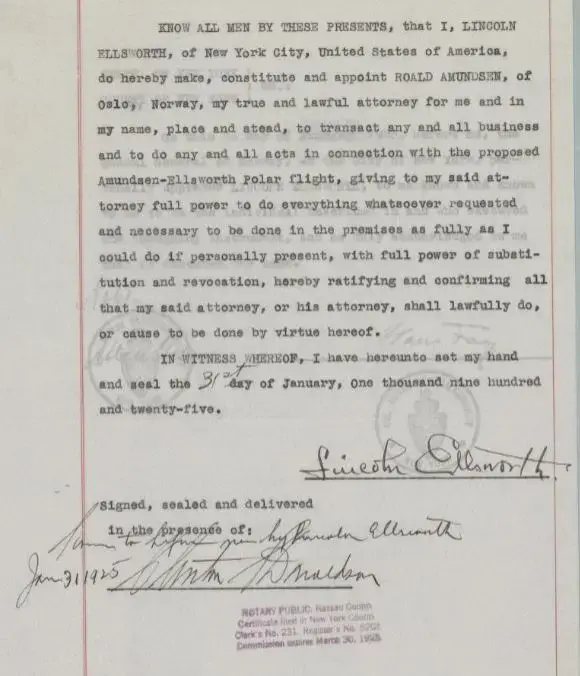 KNOW ALL MEN BY THESE PRESENTS, that I, LINCOLN
ELLSWORTH, of New York City, United States of America,
do hereby make, constitute and appoint ROALD AMUNDSEN, of
Oslo, Norway, my true and lawful attorney for me and in
my name, place and stead, to transact any and all business
and to do any and all acts in connection with the proposed
Amundsen-Ellsworth Polar flight, giving to my said at-
torney full power to do everything whatsoever requested
and necessary to be done in the premises as fully as I
could do if personally present, with full power of substi-
tution and revocation, hereby ratifying and confirming all
that my said attorney, or his attorney, shall lawfully do,
or cause to be done by virtue hereof.
IN WITNESS WHEREOF, I have hereunto set my hand
and seal the 31st day of January, one thousand nine hundred
and twenty-five.
Lincoln Ellsworth.
Signed, sealed and delivered
in the presence of:
Sworn to before me by Lincoln Ellsworth
Jan 31 1925 Clinton Donaldson
NOTARY PUBLIC, Nassau County
Certificate filed in New York County
Clerk's No. 231, Register's No.
Commission expires March 30,